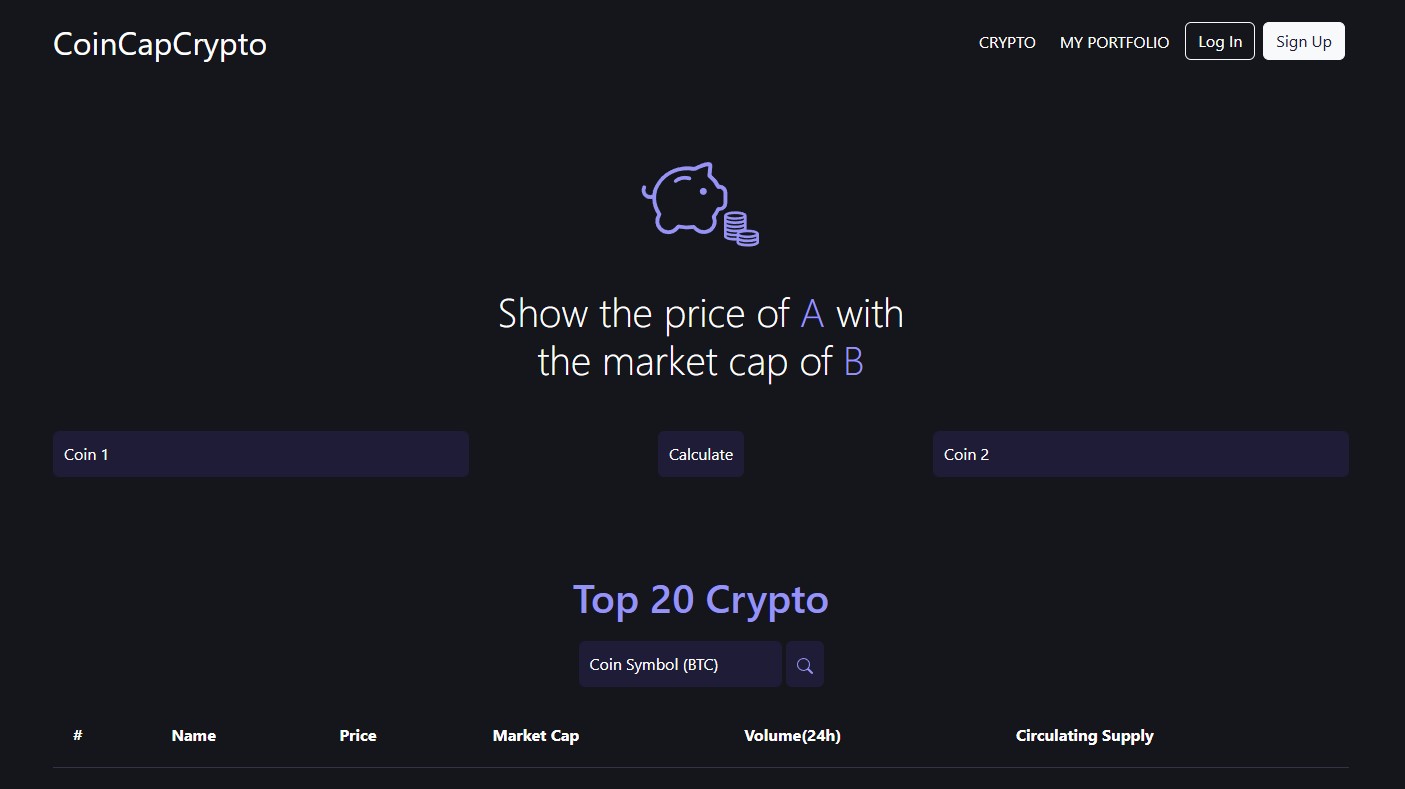 CoinCapCrypto
CRYPTO
MY PORTFOLIO
Log In
Sign Up
Show the price of A with
the market cap of B
Coin 1
Calculate
Coin 2
Top 20 Crypto
Coin Symbol (BTC)
# Name Price Market Cap Volume(24h) Circulating Supply